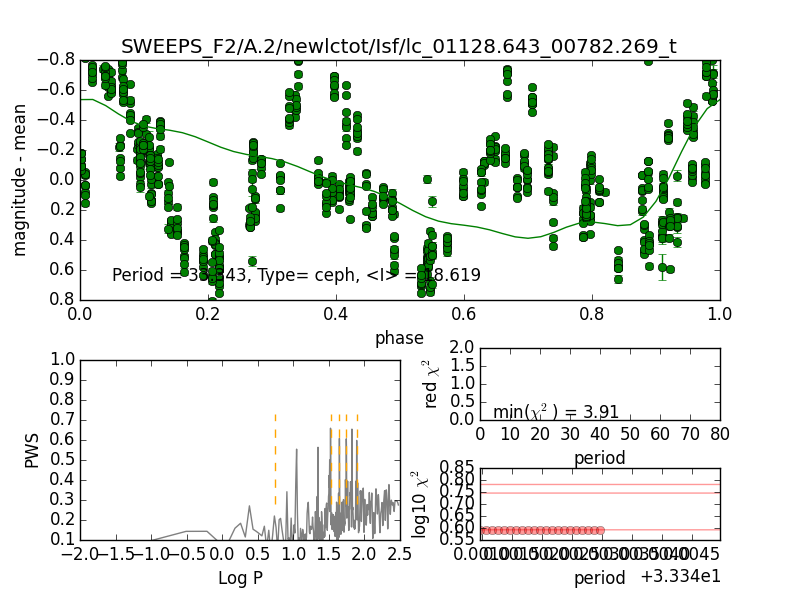 SWEEPS_F2/A.2/newlctot/Isf/lc_01128.643_00782.269_t
−0.8
−0.6
−0.4
−0.2
0.0
0.2
0.4
0.6
0.8
magnitude - mean
Type= ceph, <I> =
0.0 0.2 0.4 0.6 0.8 1.0
phase
1.0
0.9
0.8
0.7
0.6
0.5
0.4
0.3
0.2
0.1
PWS
−2.0 −1.5 −1.0 −0.5 0.0 0.5 1.0 1.5 2.0 2.5
Log P
2.0
1.5
1.0
0.5
0.0
red χ²
min(χ² ) = 3.91
0 10 20 30 40 50 60 70 80
period
0.85
0.80
0.75
0.70
0.65
0.60
0.55
log10 χ²
period
+3.334e1